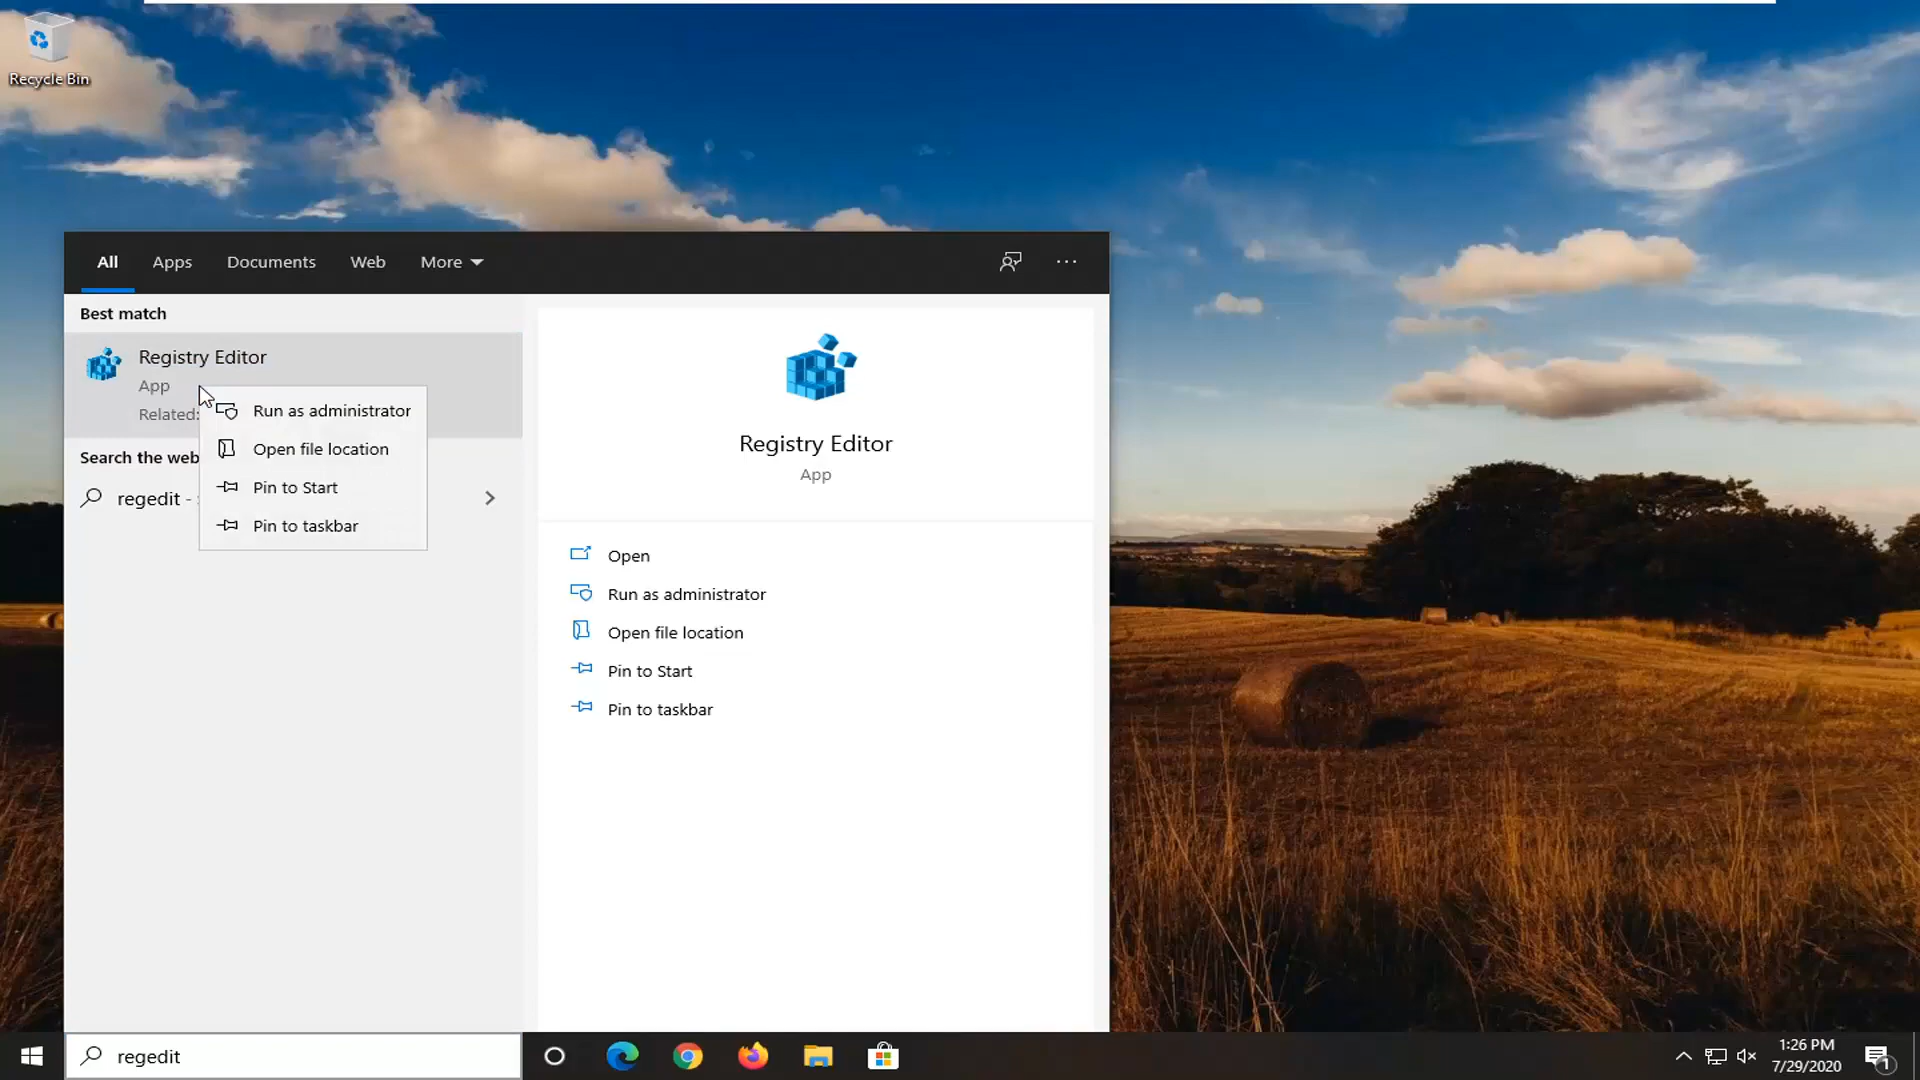 Recycle Bin
All
Apps
Documents
Web
More
Best match
Registry Editor
App
Related:
Search the web
regedit -
Run as administrator
Open file location
Pin to Start
Pin to taskbar
Registry Editor
App
Open
Run as administrator
Open file location
Pin to Start
Pin to taskbar
regedit
1:26 PM
7/29/2020
1